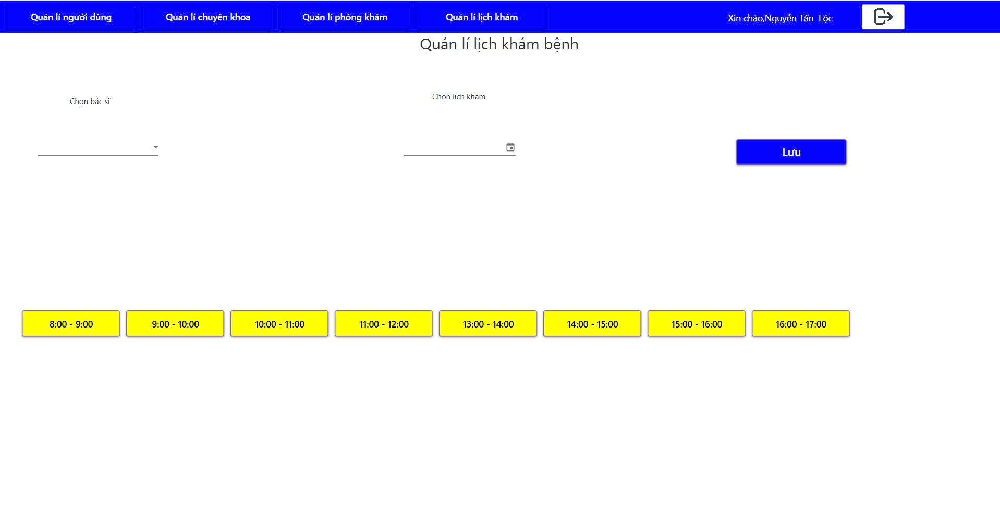 Quản lí người dùng
Quản lí chuyên khoa
Quản lí phòng khám
Quản lí lịch khám
Xin chào,Nguyễn Tấn Lộc
Quản lí lịch khám bệnh
Chọn bác sĩ
Chọn lịch khám
Lưu
8:00 - 9:00
9:00 - 10:00
10:00 - 11:00
11:00 - 12:00
13:00 - 14:00
14:00 - 15:00
15:00 - 16:00
16:00 - 17:00